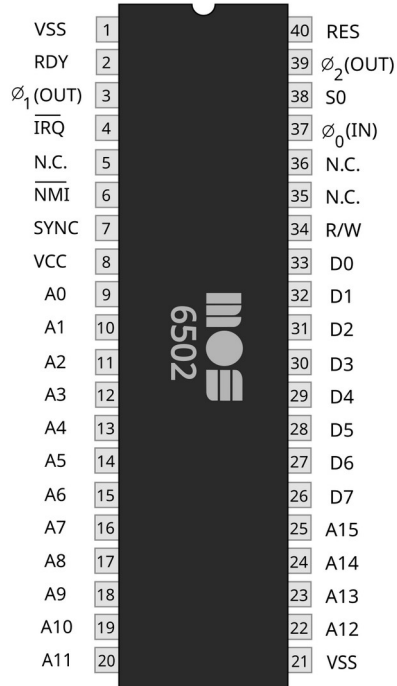 VSS 1 40 RES
RDY 2 39 ∅2(OUT)
∅1(OUT) 3 38 S0
IRQ 4 37 ∅0(IN)
N.C. 5 36 N.C.
NMI 6 35 N.C.
SYNC 7 34 R/W
VCC 8 33 D0
A0 9 32 D1
A1 10 31 D2
A2 11 30 D3
A3 12 29 D4
A4 13 28 D5
A5 14 27 D6
A6 15 26 D7
A7 16 25 A15
A8 17 24 A14
A9 18 23 A13
A10 19 22 A12
A11 20 21 VSS
mos
6502